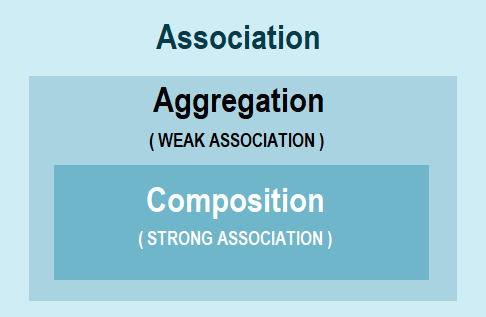 Association
Aggregation
( WEAK ASSOCIATION )
Composition
( STRONG ASSOCIATION )